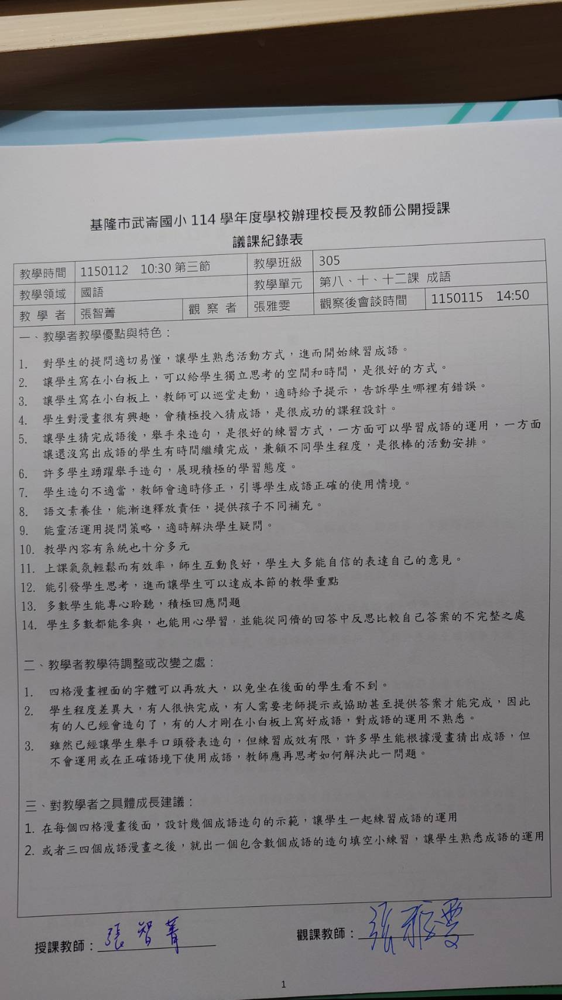 基隆市武崙國小 114 學年度學校辦理校長及教師公開授課
議課紀錄表
教學時間 1150112 10:30 第三節 教學班級 305
教學領域 國語 教學單元 第八、十、十二課 成語
教 學 者 張智菁 觀 察 者 張雅雯 觀察後會談時間 1150115 14:50
一、教學者教學優點與特色：
1. 對學生的提問適切易懂，讓學生熟悉活動方式，進而開始練習成語。
2. 讓學生寫在小白板上，可以給學生獨立思考的空間和時間，是很好的方式。
3. 讓學生寫在小白板上，教師可以巡堂走動，適時給予提示，告訴學生哪裡有錯誤。
4. 學生對漫畫很有興趣，會積極投入猜成語，是很成功的課程設計。
5. 讓學生猜完成語後，舉手來造句，是很好的練習方式，一方面可以學習成語的運用，一方面
讓還沒寫出成語的學生有時間繼續完成，兼顧不同學生程度，是很棒的活動安排。
6. 許多學生踴躍舉手造句，展現積極的學習態度。
7. 學生造句不適當，教師會適時修正，引導學生成語正確的使用情境。
8. 語文素養佳，能漸進釋放責任，提供孩子不同補充。
9. 能靈活運用提問策略，適時解決學生疑問。
10. 教學內容有系統也十分多元
11. 上課氣氛輕鬆而有效率，師生互動良好，學生大多能自信的表達自己的意見。
12. 能引發學生思考，進而讓學生可以達成本節的教學重點
13. 多數學生能專心聆聽，積極回應問題
14. 學生多數都能參與，也能用心學習，並能從同儕的回答中反思比較自己答案的不完整之處
二、教學者教學待調整或改變之處：
1. 四格漫畫裡面的字體可以再放大，以免坐在後面的學生看不到。
2. 學生程度差異大，有人很快完成，有人需要老師提示或協助甚至提供答案才能完成，因此
有的人已經會造句了，有的人才剛在小白板上寫好成語，對成語的運用不熟悉。
3. 雖然已經讓學生舉手口頭發表造句，但練習成效有限，許多學生能根據漫畫猜出成語，但
不會運用或在正確語境下使用成語，教師應再思考如何解決此一問題。
三、對教學者之具體成長建議：
1. 在每個四格漫畫後面，設計幾個成語造句的示範，讓學生一起練習成語的運用
2. 或者三四個成語漫畫之後，就出一個包含數個成語的造句填空小練習，讓學生熟悉成語的運用
授課教師：張智菁 觀課教師：張雅雯
1